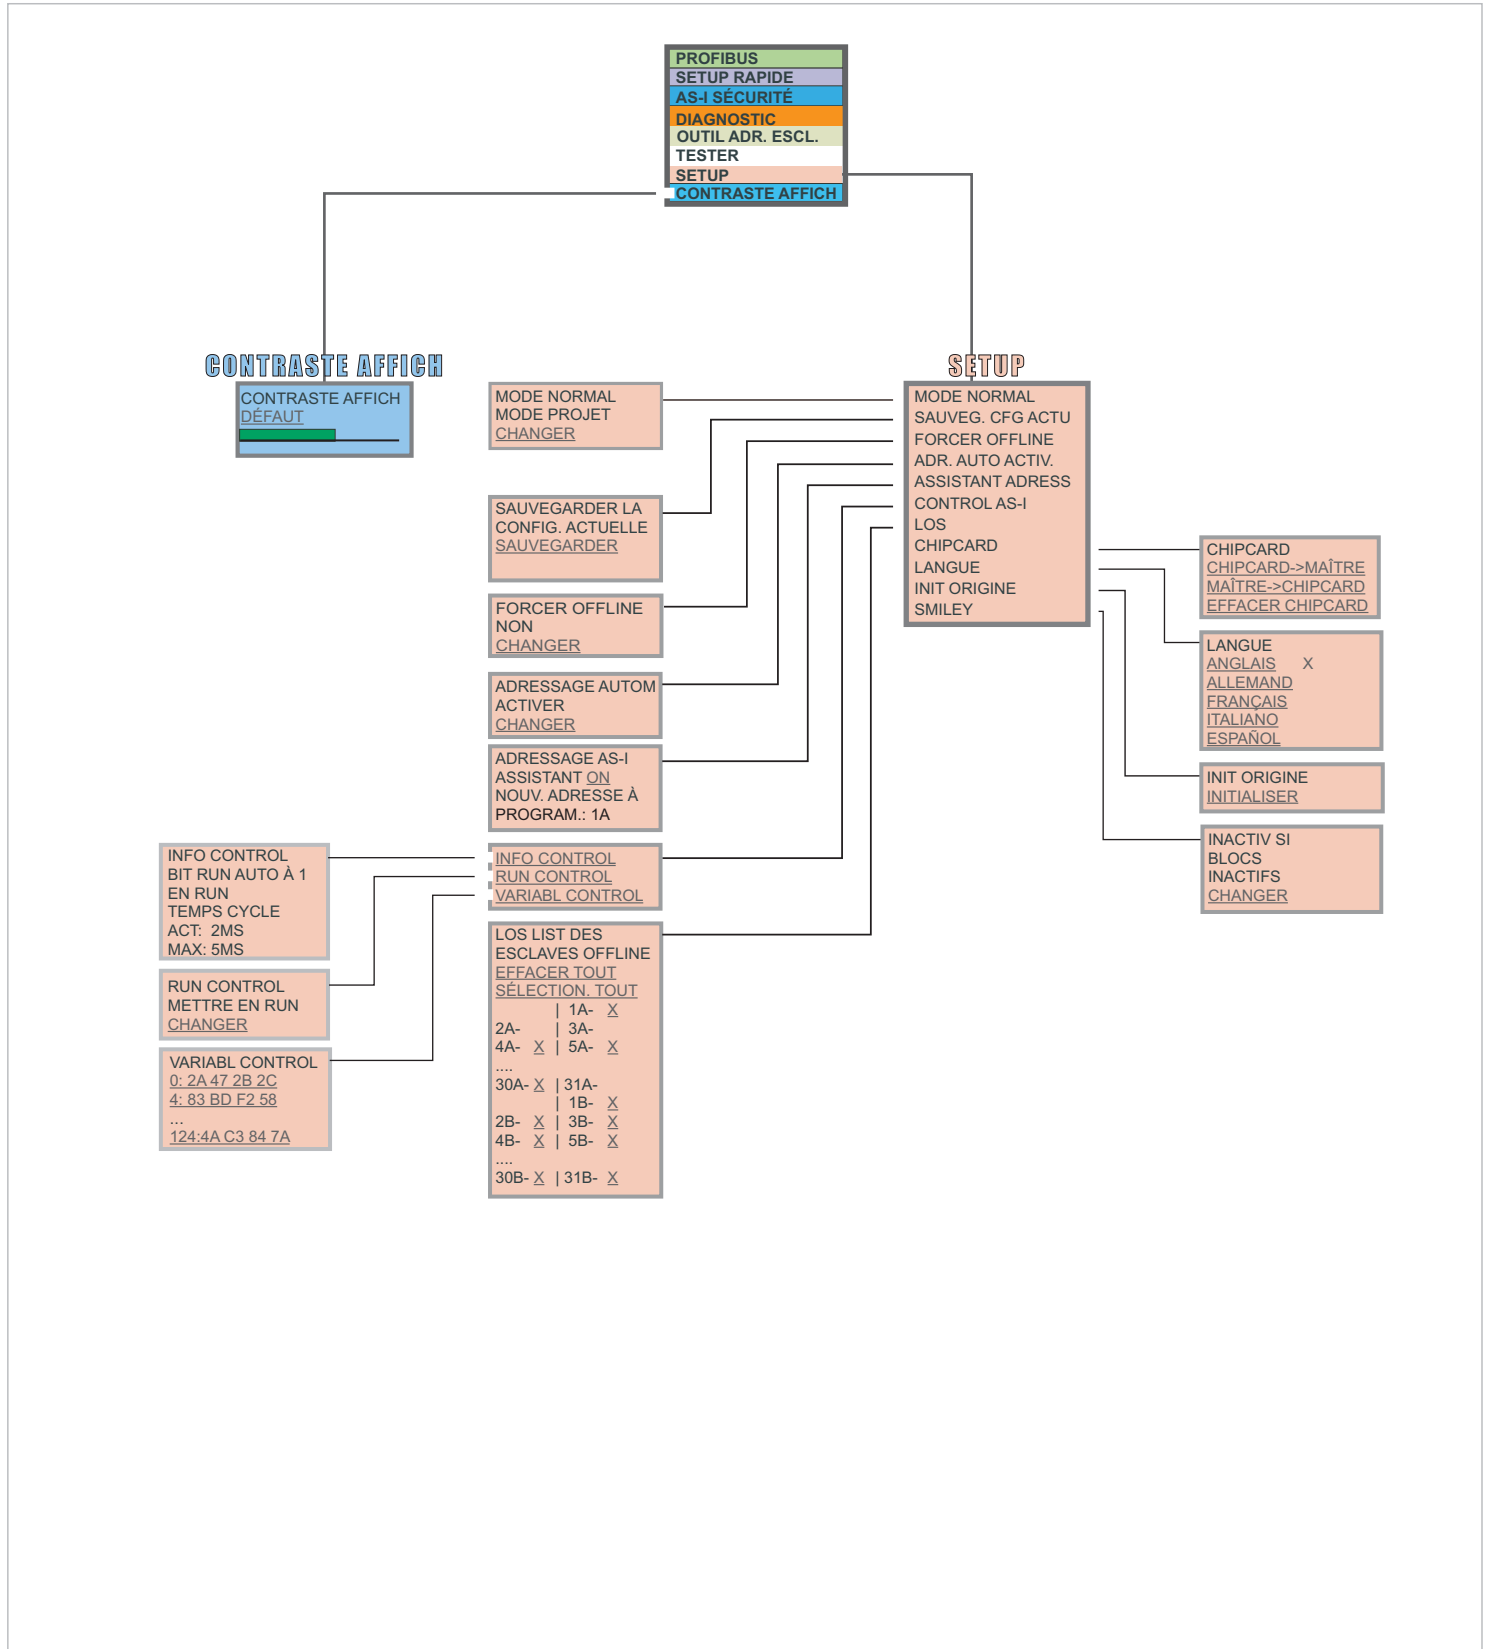 PROFIBUS
SETUP RAPIDE
AS-I SÉCURITÉ
DIAGNOSTIC
OUTIL ADR. ESCL.
TESTER
SETUP
CONTRASTE AFFICH
CONTRASTE AFFICH
CONTRASTE AFFICH
DÉFAUT
MODE NORMAL
MODE PROJET
CHANGER
SAUVEGARDER LA
CONFIG. ACTUELLE
SAUVEGARDER
FORCER OFFLINE
NON
CHANGER
ADRESSAGE AUTOM
ACTIVER
CHANGER
ADRESSAGE AS-I
ASSISTANT ON
NOUV. ADRESSE À
PROGRAM.: 1A
INFO CONTROL
RUN CONTROL
VARIABL CONTROL
LOS LIST DES
ESCLAVES OFFLINE
EFFACER TOUT
SÉLECTION. TOUT
| 1A- X
2A- | 3A-
4A- X | 5A- X
....
30A- X | 31A-
| 1B- X
2B- X | 3B- X
4B- X | 5B- X
....
30B- X | 31B- X
INFO CONTROL
BIT RUN AUTO À 1
EN RUN
TEMPS CYCLE
ACT: 2MS
MAX: 5MS
RUN CONTROL
METTRE EN RUN
CHANGER
VARIABL CONTROL
0: 2A 47 2B 2C
4: 83 BD F2 58
...
124:4A C3 84 7A
SETUP
MODE NORMAL
SAUVEG. CFG ACTU
FORCER OFFLINE
ADR. AUTO ACTIV.
ASSISTANT ADRESS
CONTROL AS-I
LOS
CHIPCARD
LANGUE
INIT ORIGINE
SMILEY
CHIPCARD
CHIPCARD->MAÎTRE
MAÎTRE->CHIPCARD
EFFACER CHIPCARD
LANGUE
ANGLAIS X
ALLEMAND
FRANÇAIS
ITALIANO
ESPAÑOL
INIT ORIGINE
INITIALISER
INACTIV SI
BLOCS
INACTIFS
CHANGER